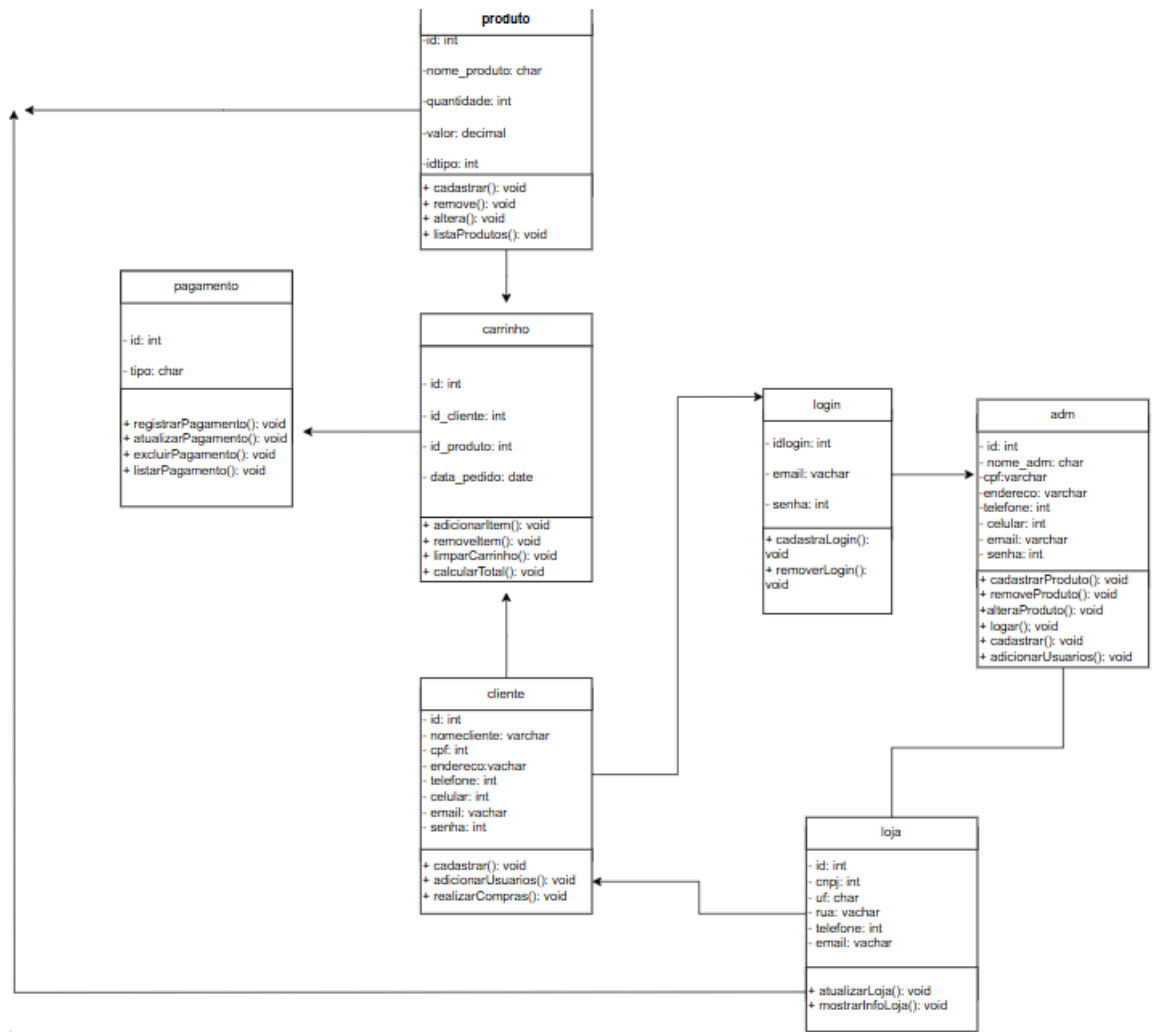 produto
-id: int
-nome_produto: char
-quantidade: int
-valor: decimal
-idtipo: int
+ cadastrar(): void
+ remove(): void
+ altera(): void
+ listaProdutos(): void
pagamento
- id: int
- tipo: char
+ registrarPagamento(): void
+ atualizarPagamento(): void
+ excluirPagamento(): void
+ listarPagamento(): void
carrinho
- id: int
- id_cliente: int
- id_produto: int
- data_pedido: date
+ adicionarItem(): void
+ removeItem(): void
+ limparCarrinho(): void
+ calcularTotal(): void
login
- idlogin: int
- email: vachar
- senha: int
+ cadastraLogin():
void
+ removerLogin():
void
adm
- id: int
- nome_adm: char
-cpf:varchar
-endereco: varchar
-telefone: int
- celular: int
- email: varchar
- senha: int
+ cadastrarProduto(): void
+ removeProduto(): void
+alteraProduto(): void
+ logar(); void
+ cadastrar(): void
+ adicionarUsuarios(): void
cliente
- id: int
- nomecliente: varchar
- cpf: int
- endereco:vachar
- telefone: int
- celular: int
- email: vachar
- senha: int
+ cadastrar(): void
+ adicionarUsuarios(): void
+ realizarCompras(): void
loja
- id: int
- cnpj: int
- uf: char
- rua: vachar
- telefone: int
- email: vachar
+ atualizarLoja(): void
+ mostrarInfoLoja(): void